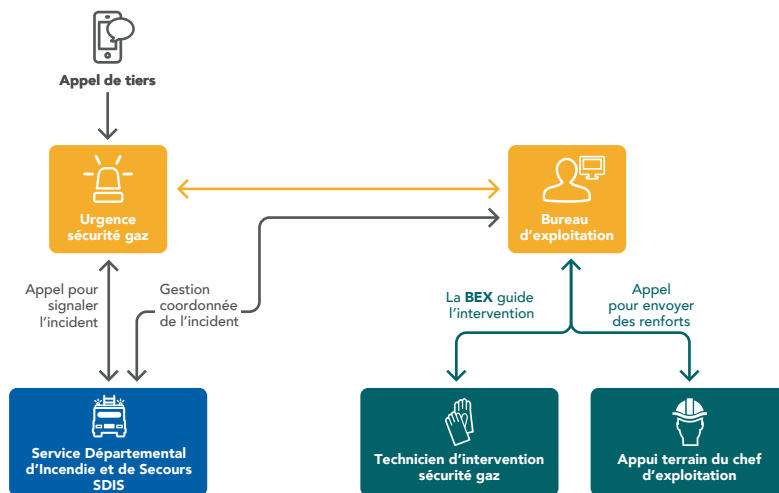 Appel de tiers
Urgence
sécurité gaz
Bureau
d'exploitation
Appel pour
signaler
l'incident
Gestion
coordonnée
de l'incident
La BEX guide
l'intervention
Appel
pour envoyer
des renforts
Service Départemental
d'Incendie et de Secours
SDIS
Technicien d'intervention
sécurité gaz
Appui terrain du chef
d'exploitation